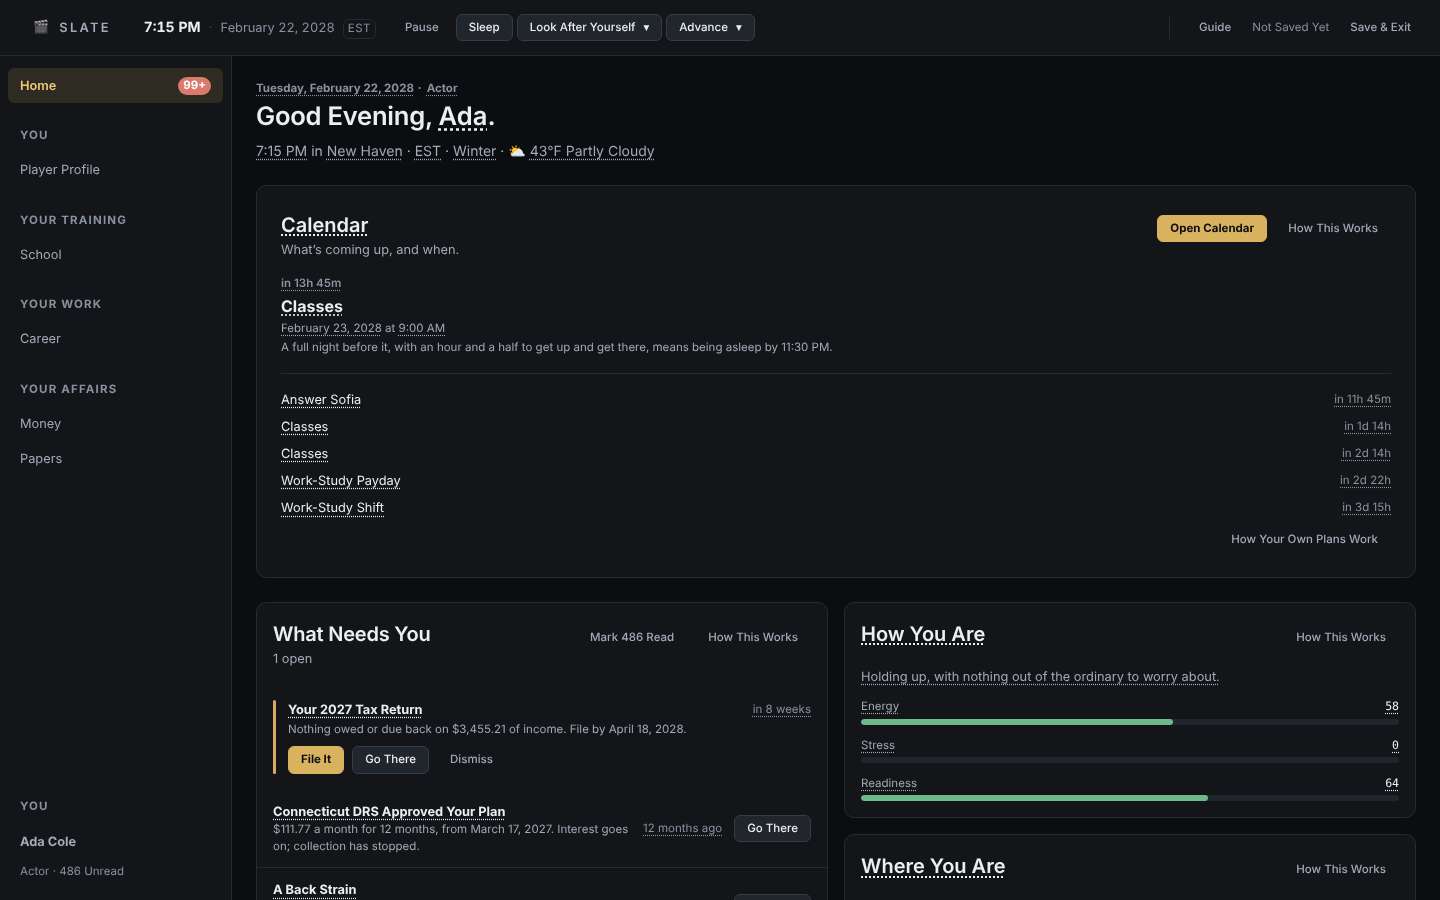 SLATE
7:15 PM · February 22, 2028 EST
Pause
Sleep
Look After Yourself ▾
Advance ▾
Guide
Not Saved Yet
Save & Exit
Home
99+
YOU
Player Profile
YOUR TRAINING
School
YOUR WORK
Career
YOUR AFFAIRS
Money
Papers
YOU
Ada Cole
Actor · 486 Unread
Tuesday, February 22, 2028 · Actor
Good Evening, Ada.
7:15 PM in New Haven · EST · Winter · ⛅ 43°F Partly Cloudy
Calendar
What's coming up, and when.
Open Calendar
How This Works
in 13h 45m
Classes
February 23, 2028 at 9:00 AM
A full night before it, with an hour and a half to get up and get there, means being asleep by 11:30 PM.
Answer Sofia in 11h 45m
Classes in 1d 14h
Classes in 2d 14h
Work-Study Payday in 2d 22h
Work-Study Shift in 3d 15h
How Your Own Plans Work
What Needs You
Mark 486 Read
How This Works
1 open
Your 2027 Tax Return in 8 weeks
Nothing owed or due back on $3,455.21 of income. File by April 18, 2028.
File It
Go There
Dismiss
Connecticut DRS Approved Your Plan
$111.77 a month for 12 months, from March 17, 2027. Interest goes
on; collection has stopped.
12 months ago
Go There
A Back Strain
How You Are
How This Works
Holding up, with nothing out of the ordinary to worry about.
Energy 58
Stress 0
Readiness 64
Where You Are
How This Works